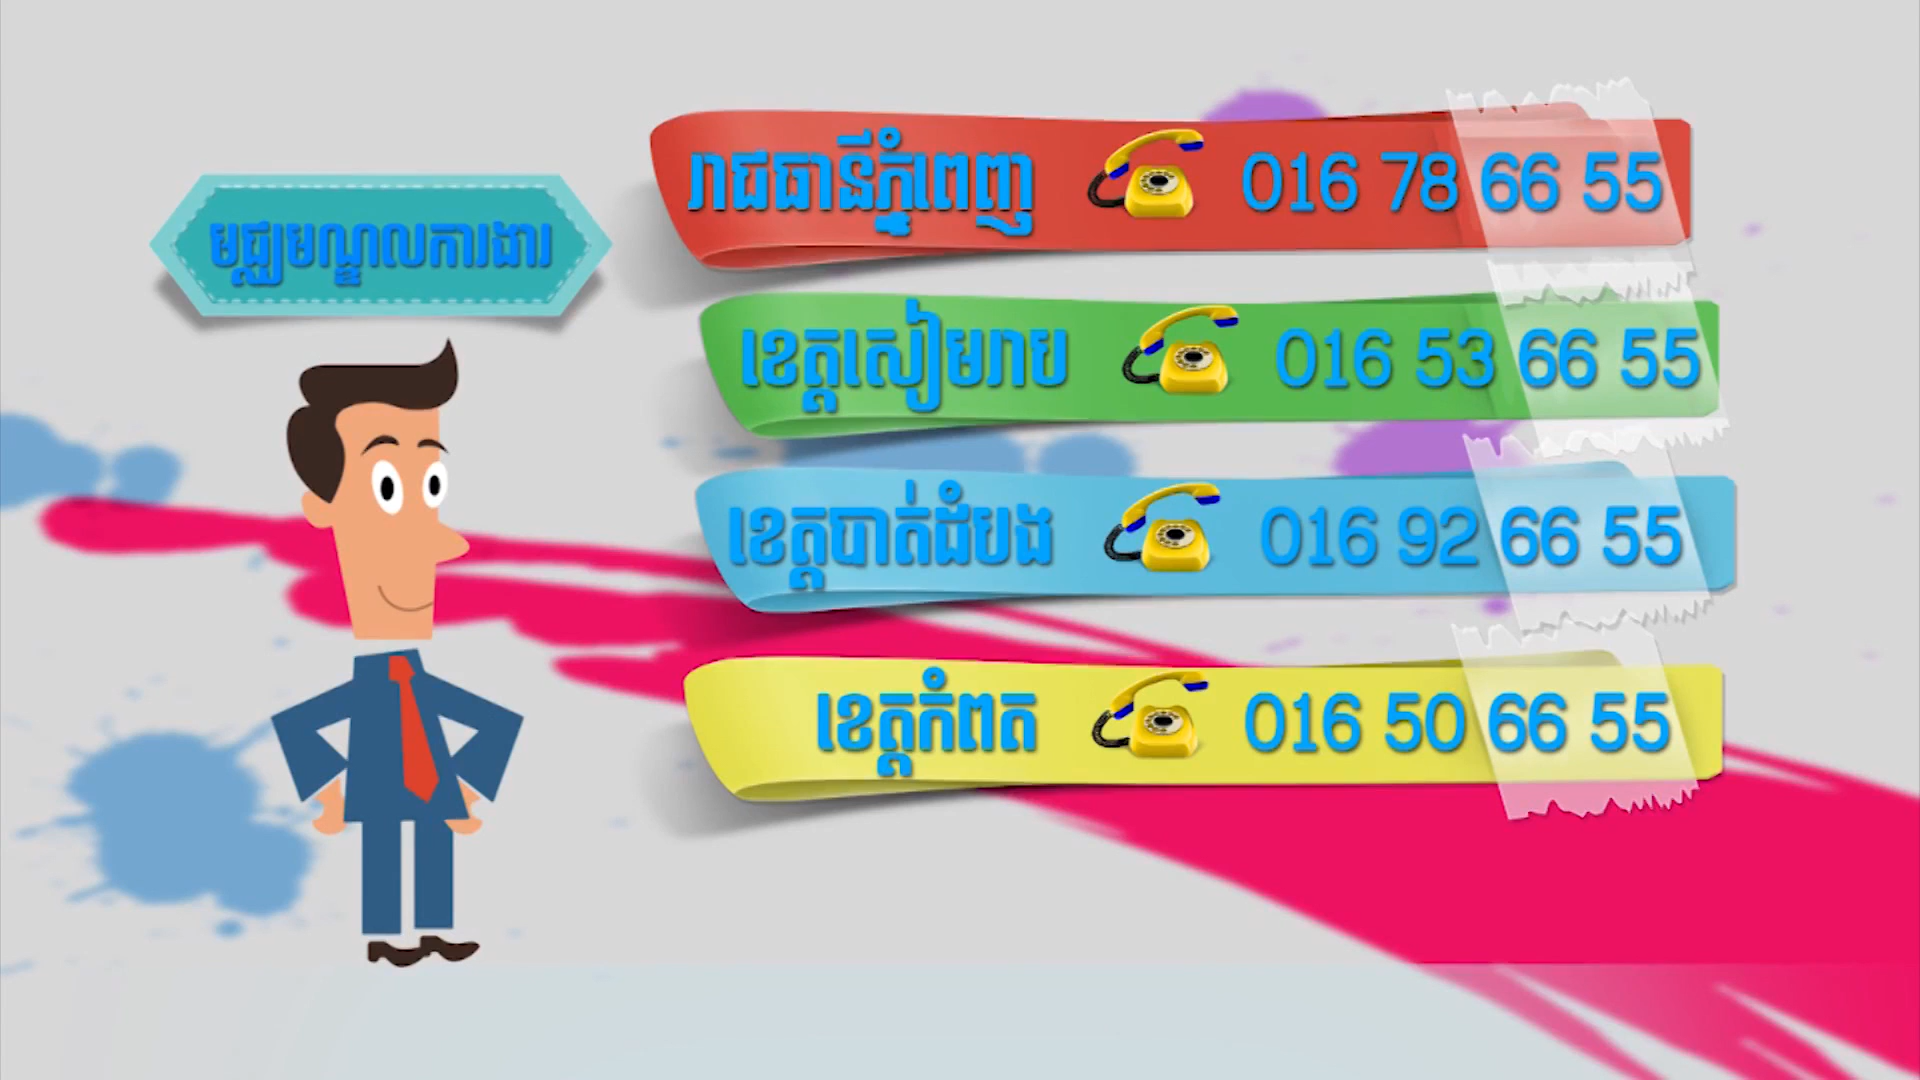 មជ្ឈមណ្ឌលការងារ
រាជធានីភ្នំពេញ 016 78 66 55
ខេត្តសៀមរាប 016 53 66 55
ខេត្តបាត់ដំបង 016 92 66 55
ខេត្តកំពត 016 50 66 55